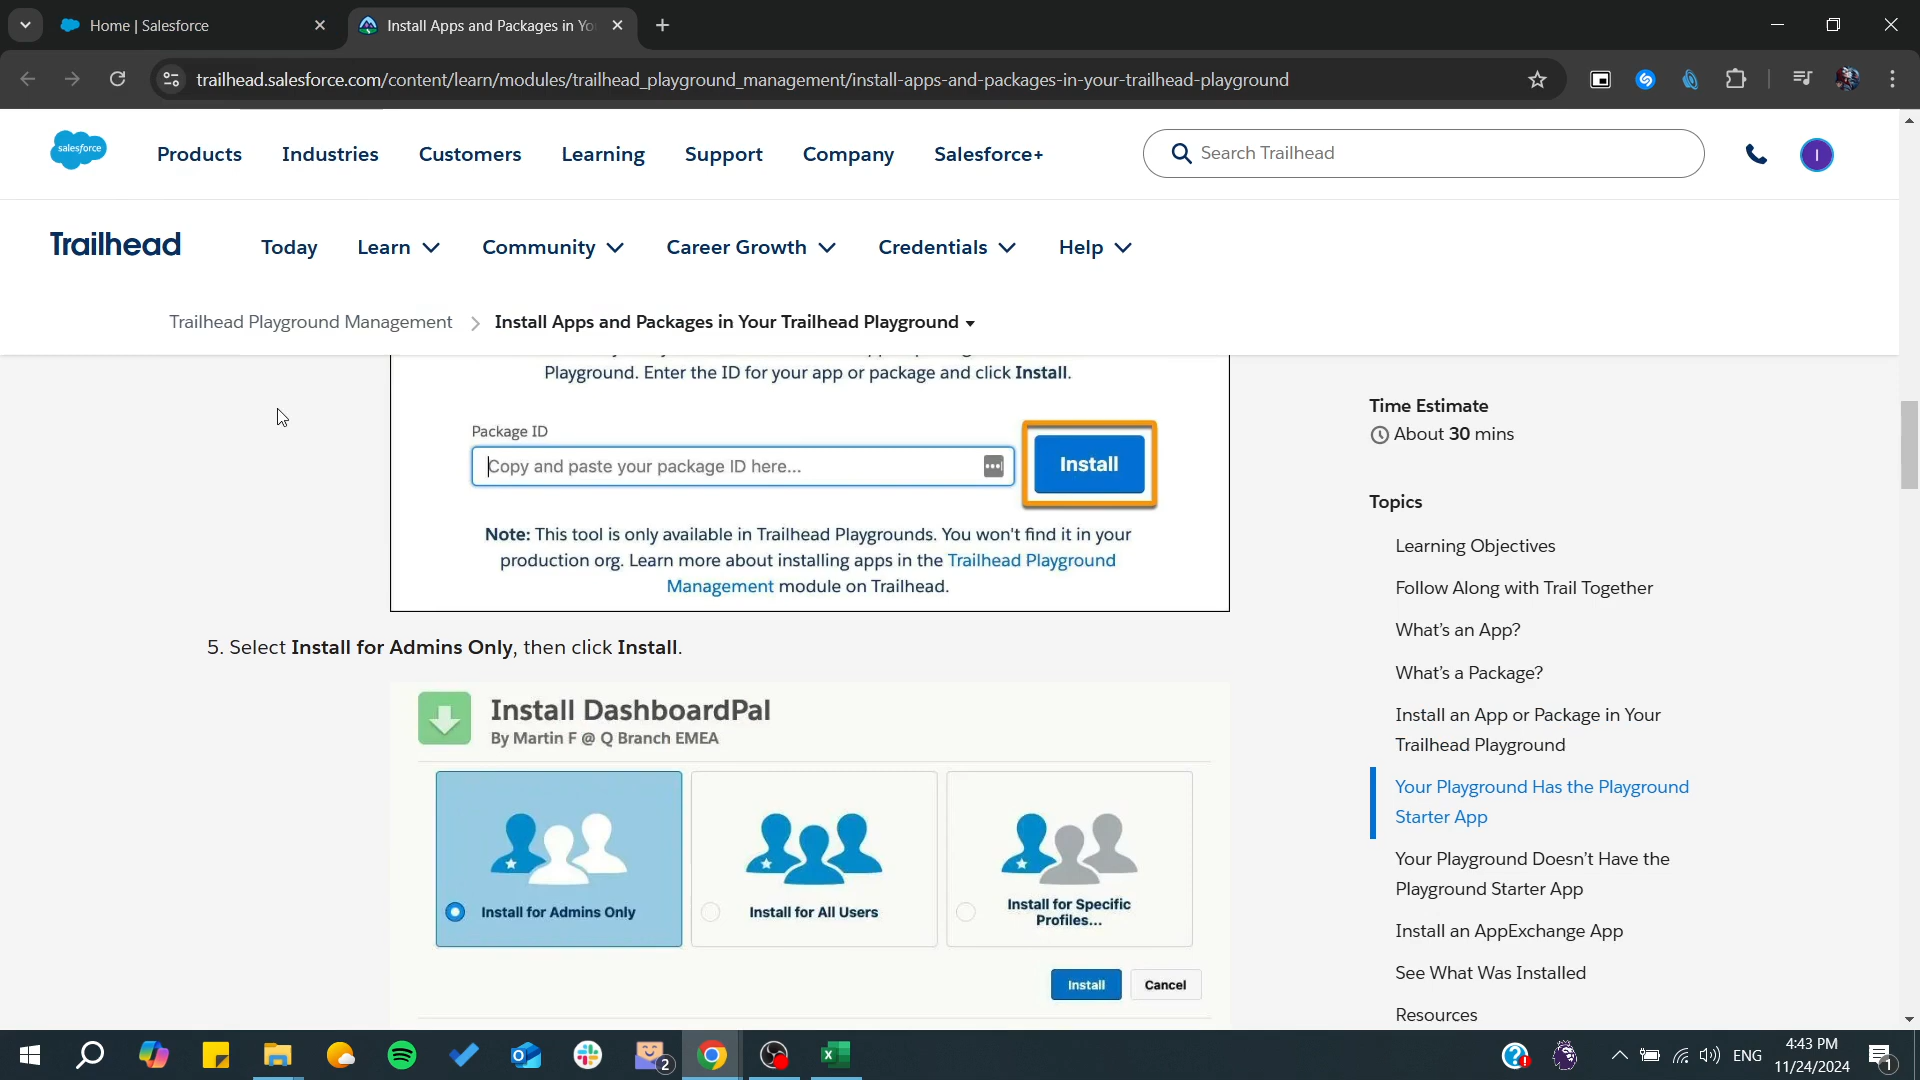 Home | Salesforce
Install Apps and Packages in Yo
trailhead.salesforce.com/content/learn/modules/trailhead_playground_management/install-apps-and-packages-in-your-trailhead-playground
salesforce
Products
Industries
Customers
Learning
Support
Company
Salesforce+
Search Trailhead
I
Trailhead
Today
Learn
Community
Career Growth
Credentials
Help
Trailhead Playground Management
Install Apps and Packages in Your Trailhead Playground
Playground. Enter the ID for your app or package and click Install.
Package ID
Copy and paste your package ID here...
Install
Note: This tool is only available in Trailhead Playgrounds. You won't find it in your
production org. Learn more about installing apps in the Trailhead Playground
Management module on Trailhead.
5. Select Install for Admins Only, then click Install.
Install DashboardPal
By Martin F @ Q Branch EMEA
Install for Admins Only
Install for All Users
Install for Specific
Profiles...
Install
Cancel
Time Estimate
About 30 mins
Topics
Learning Objectives
Follow Along with Trail Together
What's an App?
What's a Package?
Install an App or Package in Your
Trailhead Playground
Your Playground Has the Playground
Starter App
Your Playground Doesn't Have the
Playground Starter App
Install an AppExchange App
See What Was Installed
Resources
2
ENG
4:43 PM
11/24/2024
1